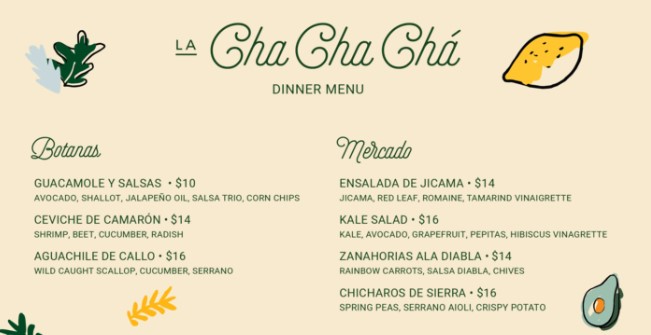 LA Cha Cha Chá
DINNER MENU
Botanas
GUACAMOLE Y SALSAS • $10
AVOCADO, SHALLOT, JALAPEÑO OIL, SALSA TRIO, CORN CHIPS
CEVICHE DE CAMARÓN • $14
SHRIMP, BEET, CUCUMBER, RADISH
AGUACHILE DE CALLO • $16
WILD CAUGHT SCALLOP, CUCUMBER, SERRANO
Mercado
ENSALADA DE JICAMA • $14
JICAMA, RED LEAF, ROMAINE, TAMARIND VINAIGRETTE
KALE SALAD • $16
KALE, AVOCADO, GRAPEFRUIT, PEPITAS, HIBISCUS VINAGRETTE
ZANAHORIAS ALA DIABLA • $14
RAINBOW CARROTS, SALSA DIABLA, CHIVES
CHICHAROS DE SIERRA • $16
SPRING PEAS, SERRANO AIOLI, CRISPY POTATO